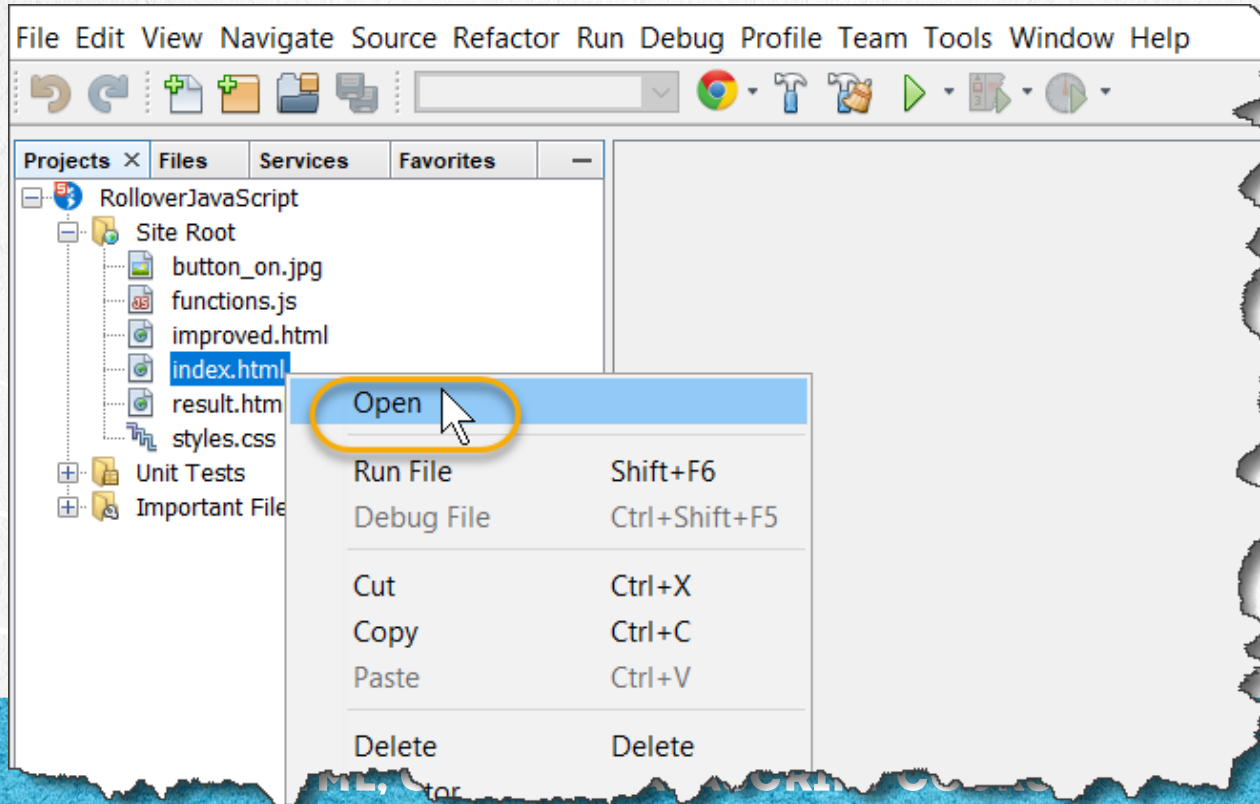 File Edit View Navigate Source Refactor Run Debug Profile Team Tools Window Help
Projects Files Services Favorites
RolloverJavaScript
Site Root
button_on.jpg
functions.js
improved.html
index.html
result.htm
styles.css
Unit Tests
Important File
Open
Run File Shift+F6
Debug File Ctrl+Shift+F5
Cut Ctrl+X
Copy Ctrl+C
Paste Ctrl+V
Delete Delete